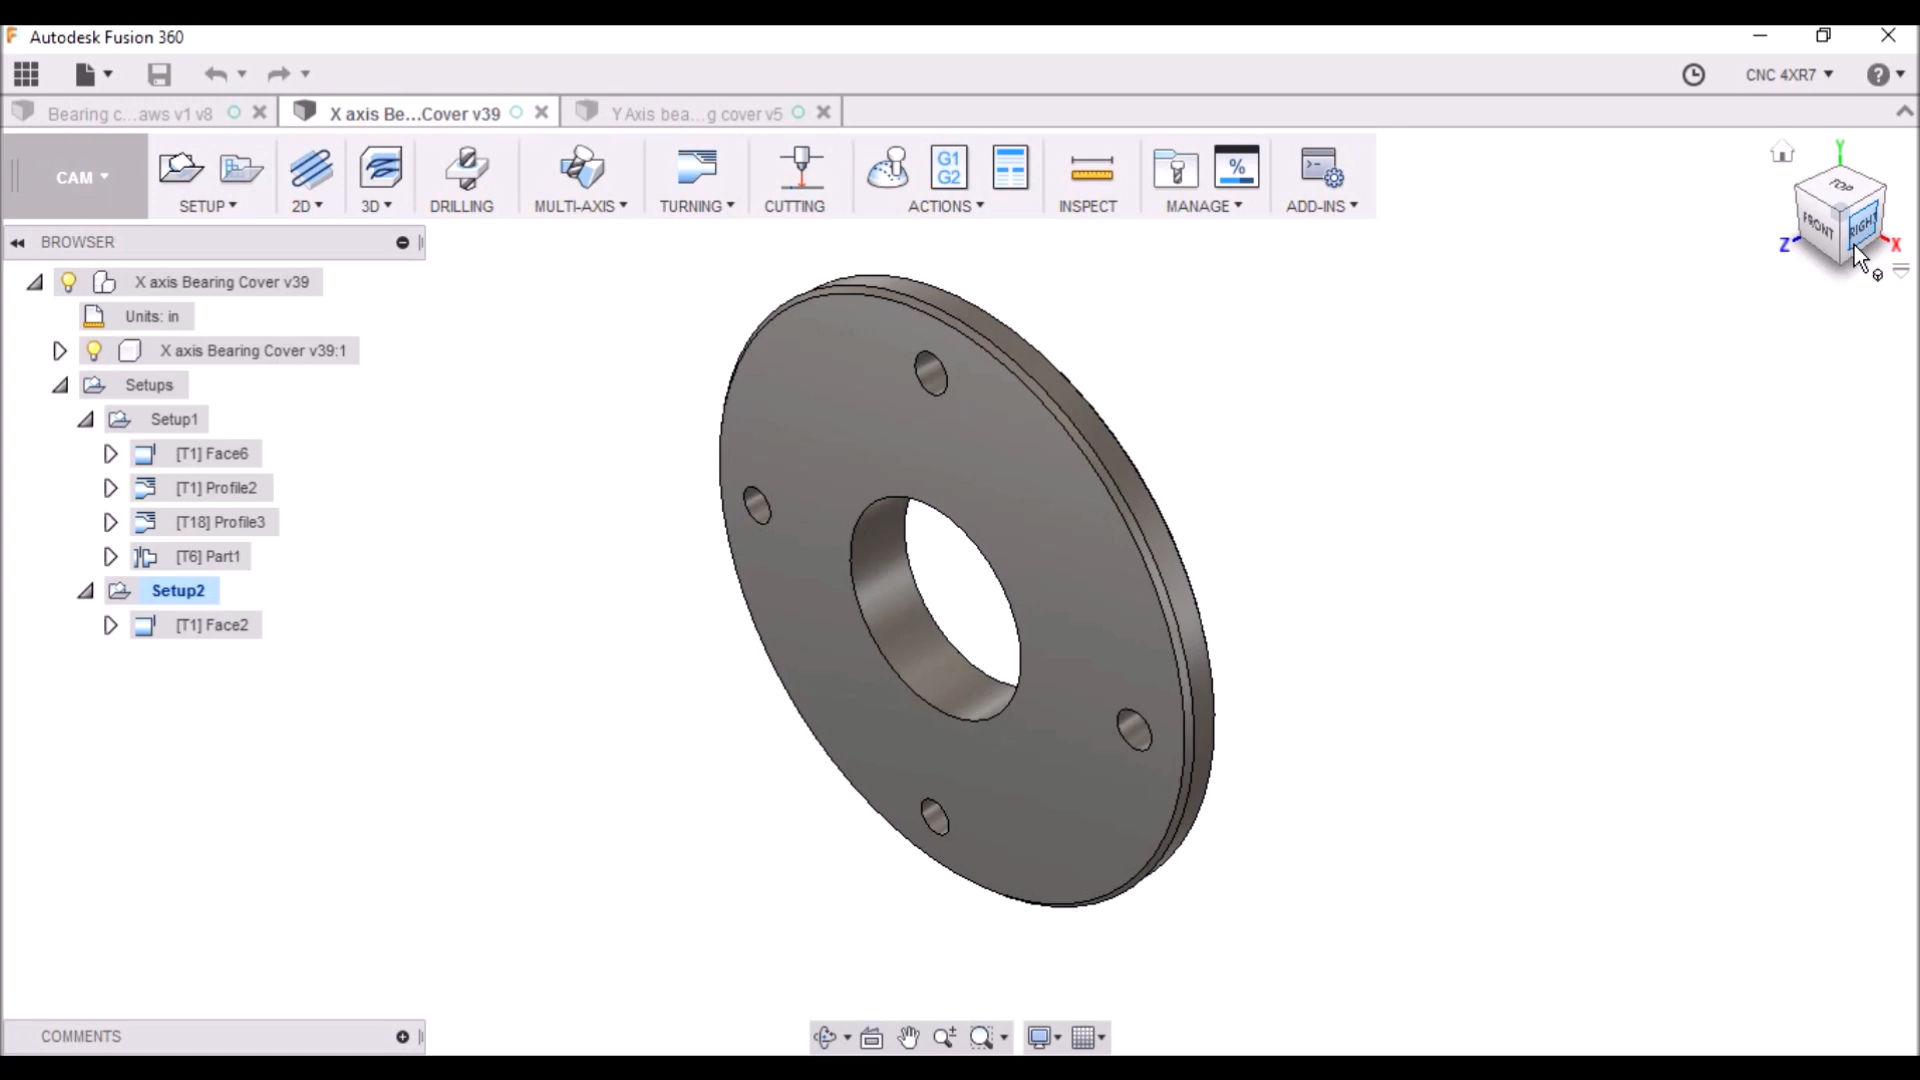 Autodesk Fusion 360
CNC 4XR7
Bearing c...aws v1 v8
X axis Be...Cover v39
Y Axis bea...g cover v5
CAM
SETUP
2D
3D
DRILLING
MULTI-AXIS
TURNING
CUTTING
G1
G2
ACTIONS
INSPECT
%
MANAGE
ADD-INS
Y
TOP
FRONT
RIGHT
Z
X
BROWSER
X axis Bearing Cover v39
Units: in
X axis Bearing Cover v39:1
Setups
Setup1
[T1] Face6
[T1] Profile2
[T18] Profile3
[T6] Part1
Setup2
[T1] Face2
COMMENTS